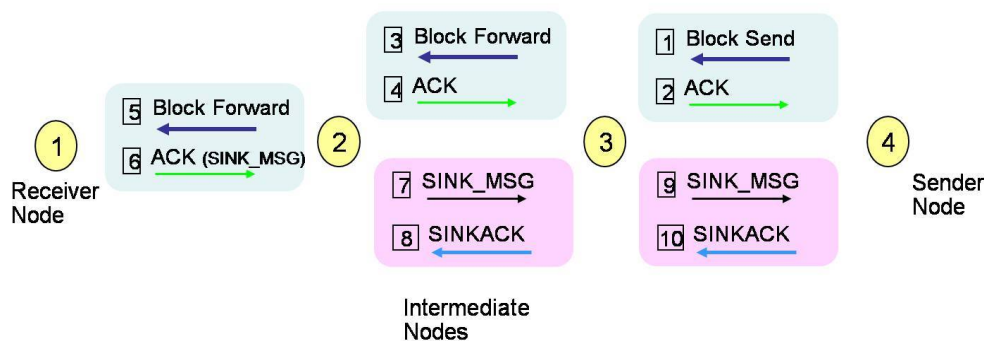 3 Block Forward
4 ACK
1 Block Send
2 ACK
5 Block Forward
6 ACK (SINK_MSG)
1
2
3
4
Receiver
Node
7 SINK_MSG
8 SINKACK
9 SINK_MSG
10 SINKACK
Sender
Node
Intermediate
Nodes